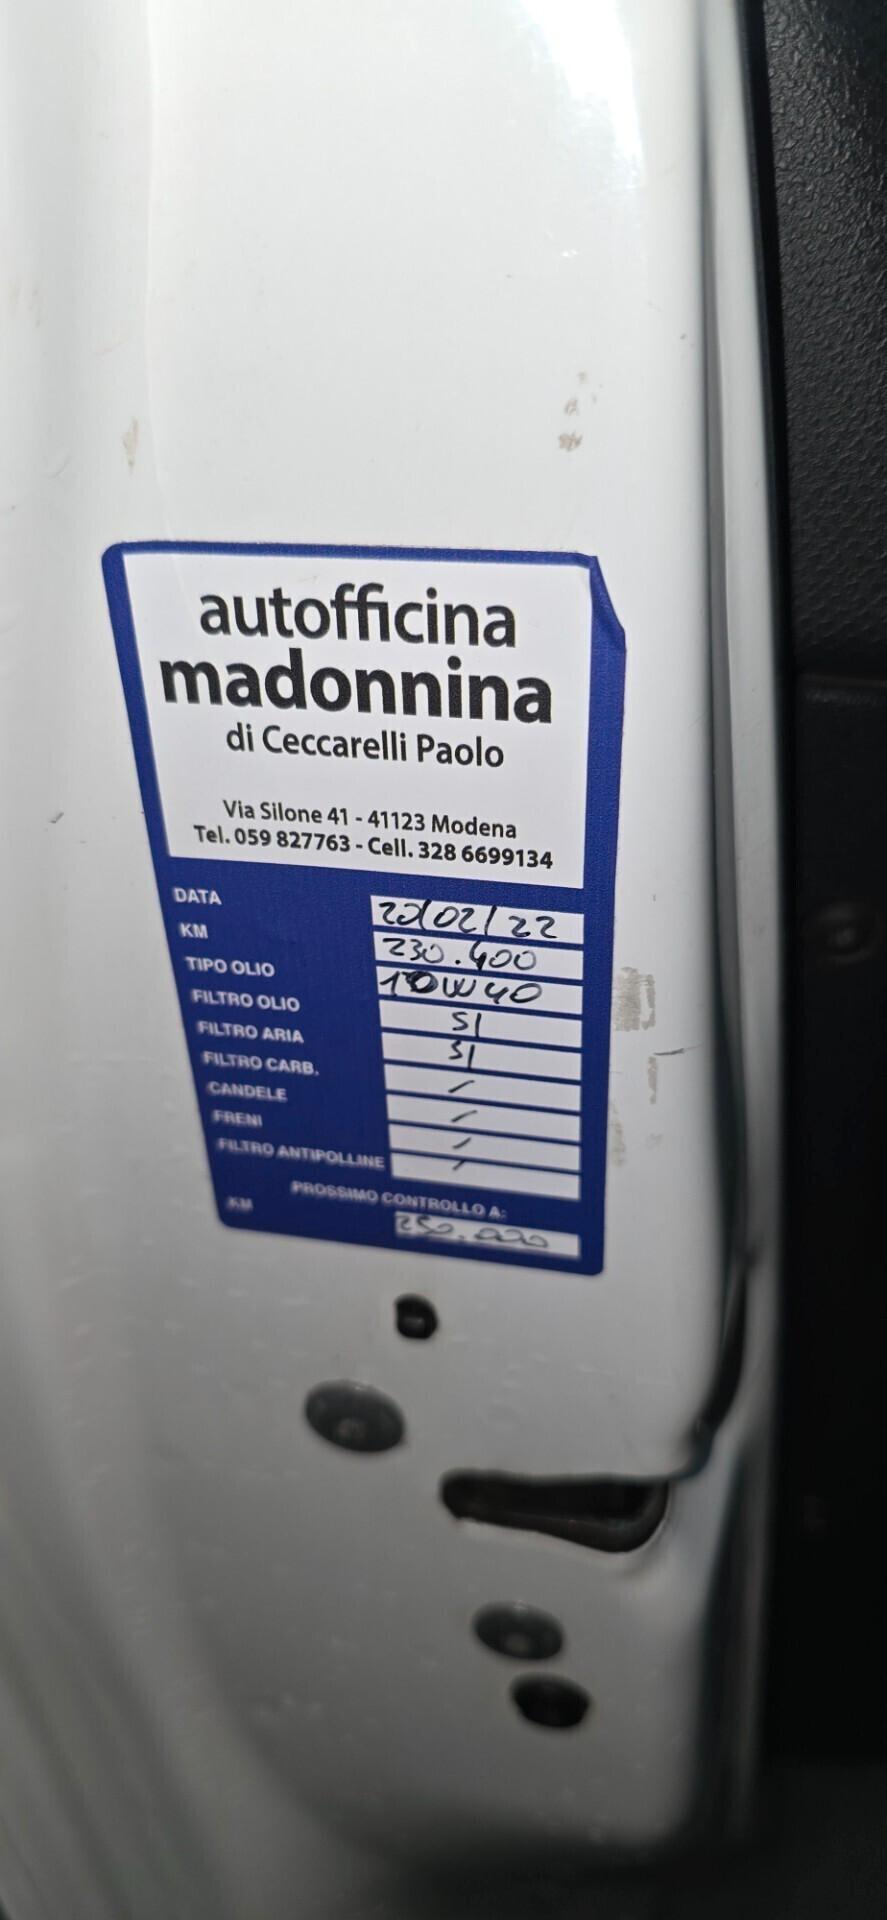 autofficina
madonnina
di Ceccarelli Paolo
Via Silone 41 - 41123 Modena
Tel. 059 827763 - Cell. 328 6699134
DATA 22/02/22
KM 230.400
TIPO OLIO 10W40
FILTRO OLIO SI
FILTRO ARIA SI
FILTRO CARB. /
CANDELE /
FRENI /
FILTRO ANTIPOLLINE /
PROSSIMO CONTROLLO A:
KM 250.000